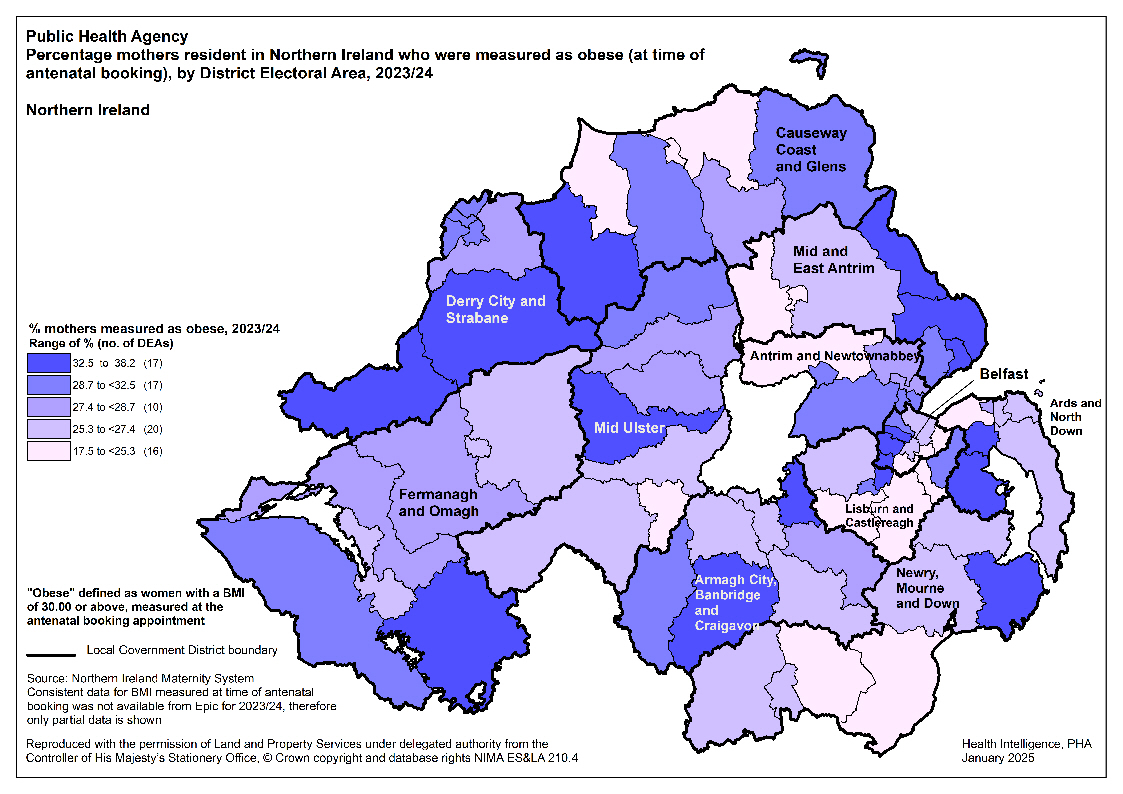 Public Health Agency
Percentage mothers resident in Northern Ireland who were measured as obese (at time of
antenatal booking), by District Electoral Area, 2023/24
Northern Ireland
Causeway
Coast
and Glens
Mid and
East Antrim
Derry City and
Strabane
% mothers measured as obese, 2023/24
Range of % (no. of DEAs)
32.5 to 38.2 (17)
28.7 to <32.5 (17)
27.4 to <28.7 (10)
25.3 to <27.4 (20)
17.5 to <25.3 (16)
Antrim and Newtownabbey
Belfast
Ards and
North
Down
Mid Ulster
Fermanagh
and Omagh
Lisburn and
Castlereagh
Armagh City,
Banbridge
and
Craigavon
Newry,
Mourne
and Down
"Obese" defined as women with a BMI
of 30.00 or above, measured at the
antenatal booking appointment
Local Government District boundary
Source: Northern Ireland Maternity System
Consistent data for BMI measured at time of antenatal
booking was not available from Epic for 2023/24, therefore
only partial data is shown
Reproduced with the permission of Land and Property Services under delegated authority from the
Controller of His Majesty's Stationery Office, © Crown copyright and database rights NIMA ES&LA 210.4
Health Intelligence, PHA
January 2025